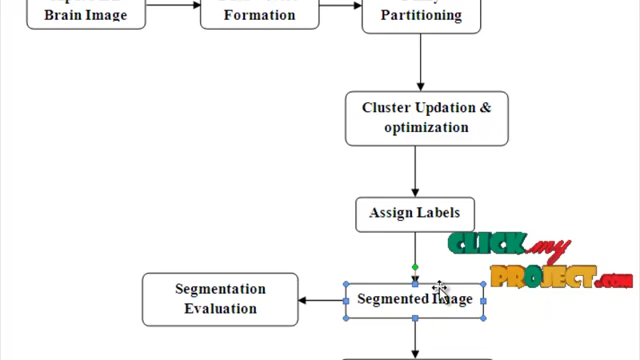 Brain Image
Formation
Partitioning
Cluster Updation &
optimization
Assign Labels
CLICK my
PROJECT.com
Segmentation
Evaluation
Segmented Image